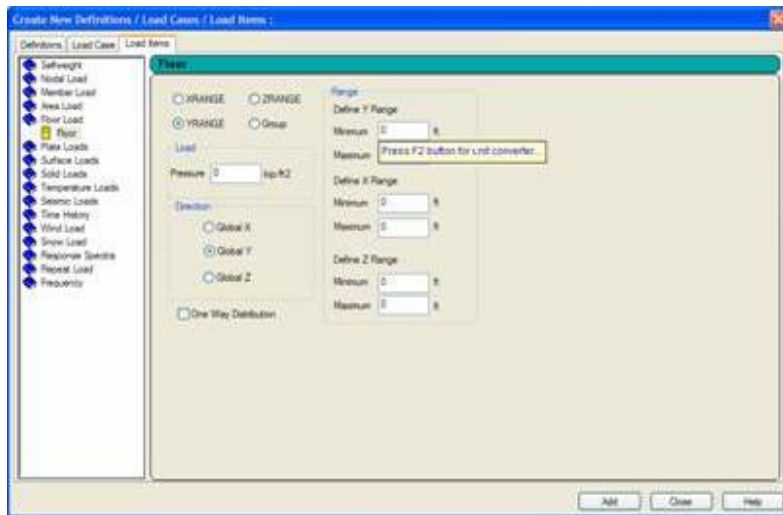 Create New Definitions / Load Cases / Load Items :
Definitions Load Case Load Items
Selfweight
Nodal Load
Member Load
Area Load
Floor Load
Floor
Plate Loads
Surface Loads
Solid Loads
Temperature Loads
Seismic Loads
Time History
Wind Load
Snow Load
Response Spectra
Repeat Load
Frequency
Floor
XRANGE ZRANGE
YRANGE Group
Load
Pressure 0 kip/ft2
Direction
Global X
Global Y
Global Z
One Way Distribution
Range
Define Y Range
Minimum 0 ft
Maximum
Press F2 button for unit converter...
Define X Range
Minimum 0 ft
Maximum 0 ft
Define Z Range
Minimum 0 ft
Maximum 0 ft
Add Close Help